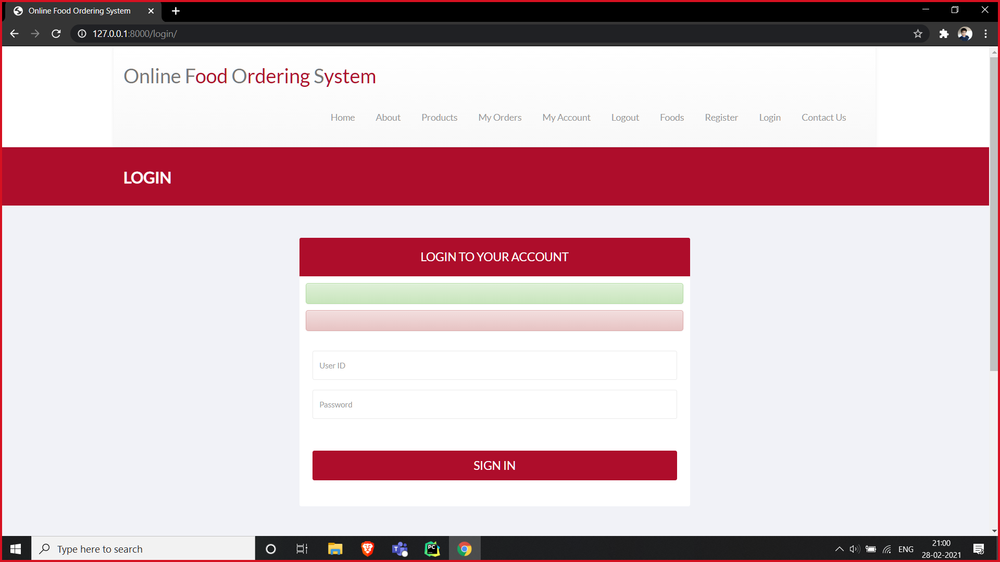 Online Food Ordering System
127.0.0.1:8000/login/
Online Food Ordering System
Home About Products My Orders My Account Logout Foods Register Login Contact Us
LOGIN
LOGIN TO YOUR ACCOUNT
User ID
Password
SIGN IN
Type here to search
T
PC
ENG
21:00
28-02-2021